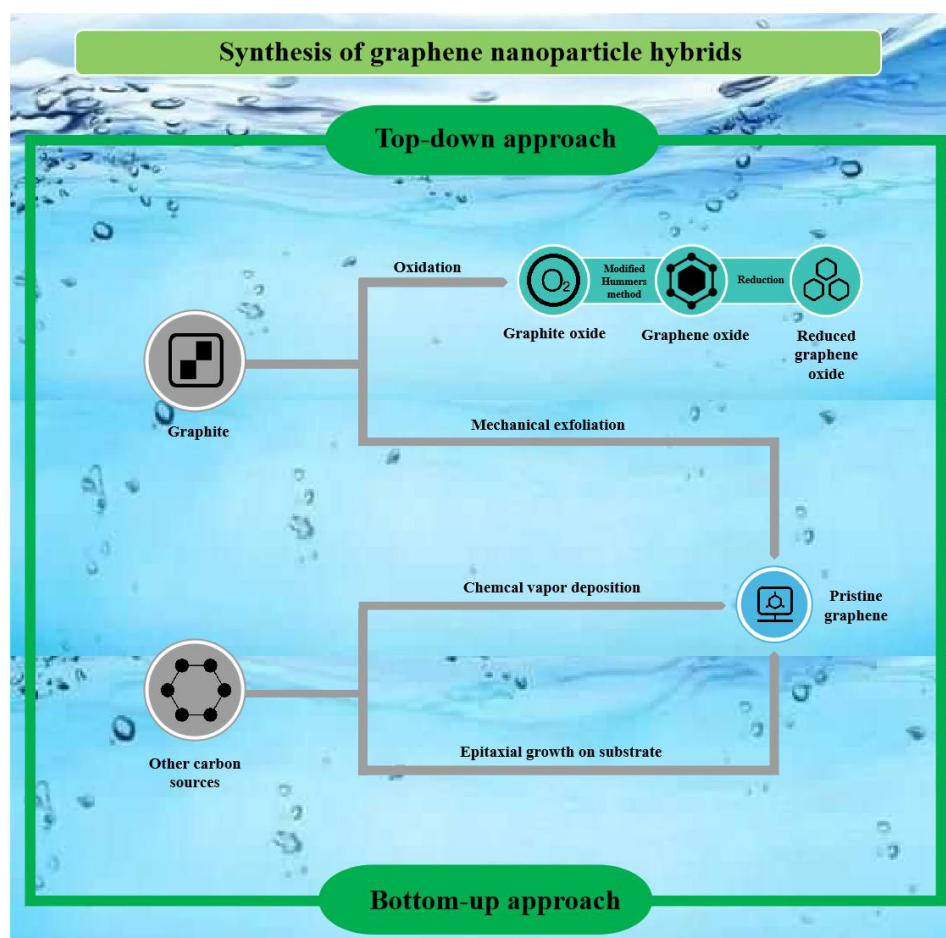 Synthesis of graphene nanoparticle hybrids
Top-down approach
Oxidation
O2
Modified
Hummers
method
Reduction
Graphite oxide
Graphene oxide
Reduced
graphene
oxide
Graphite
Mechanical exfoliation
Chemcal vapor deposition
Pristine
graphene
Other carbon
sources
Epitaxial growth on substrate
Bottom-up approach